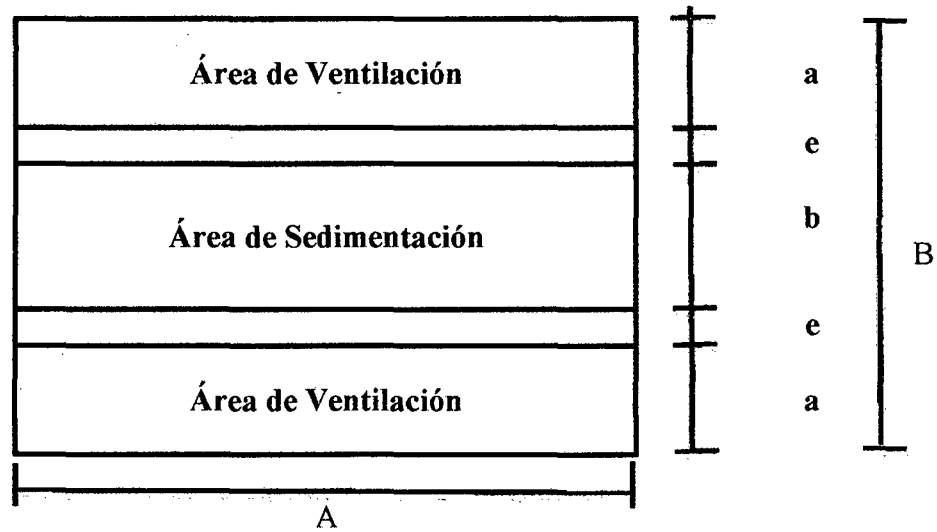 Área de Ventilación
a
e
Área de Sedimentación
b
B
e
Área de Ventilación
a
A